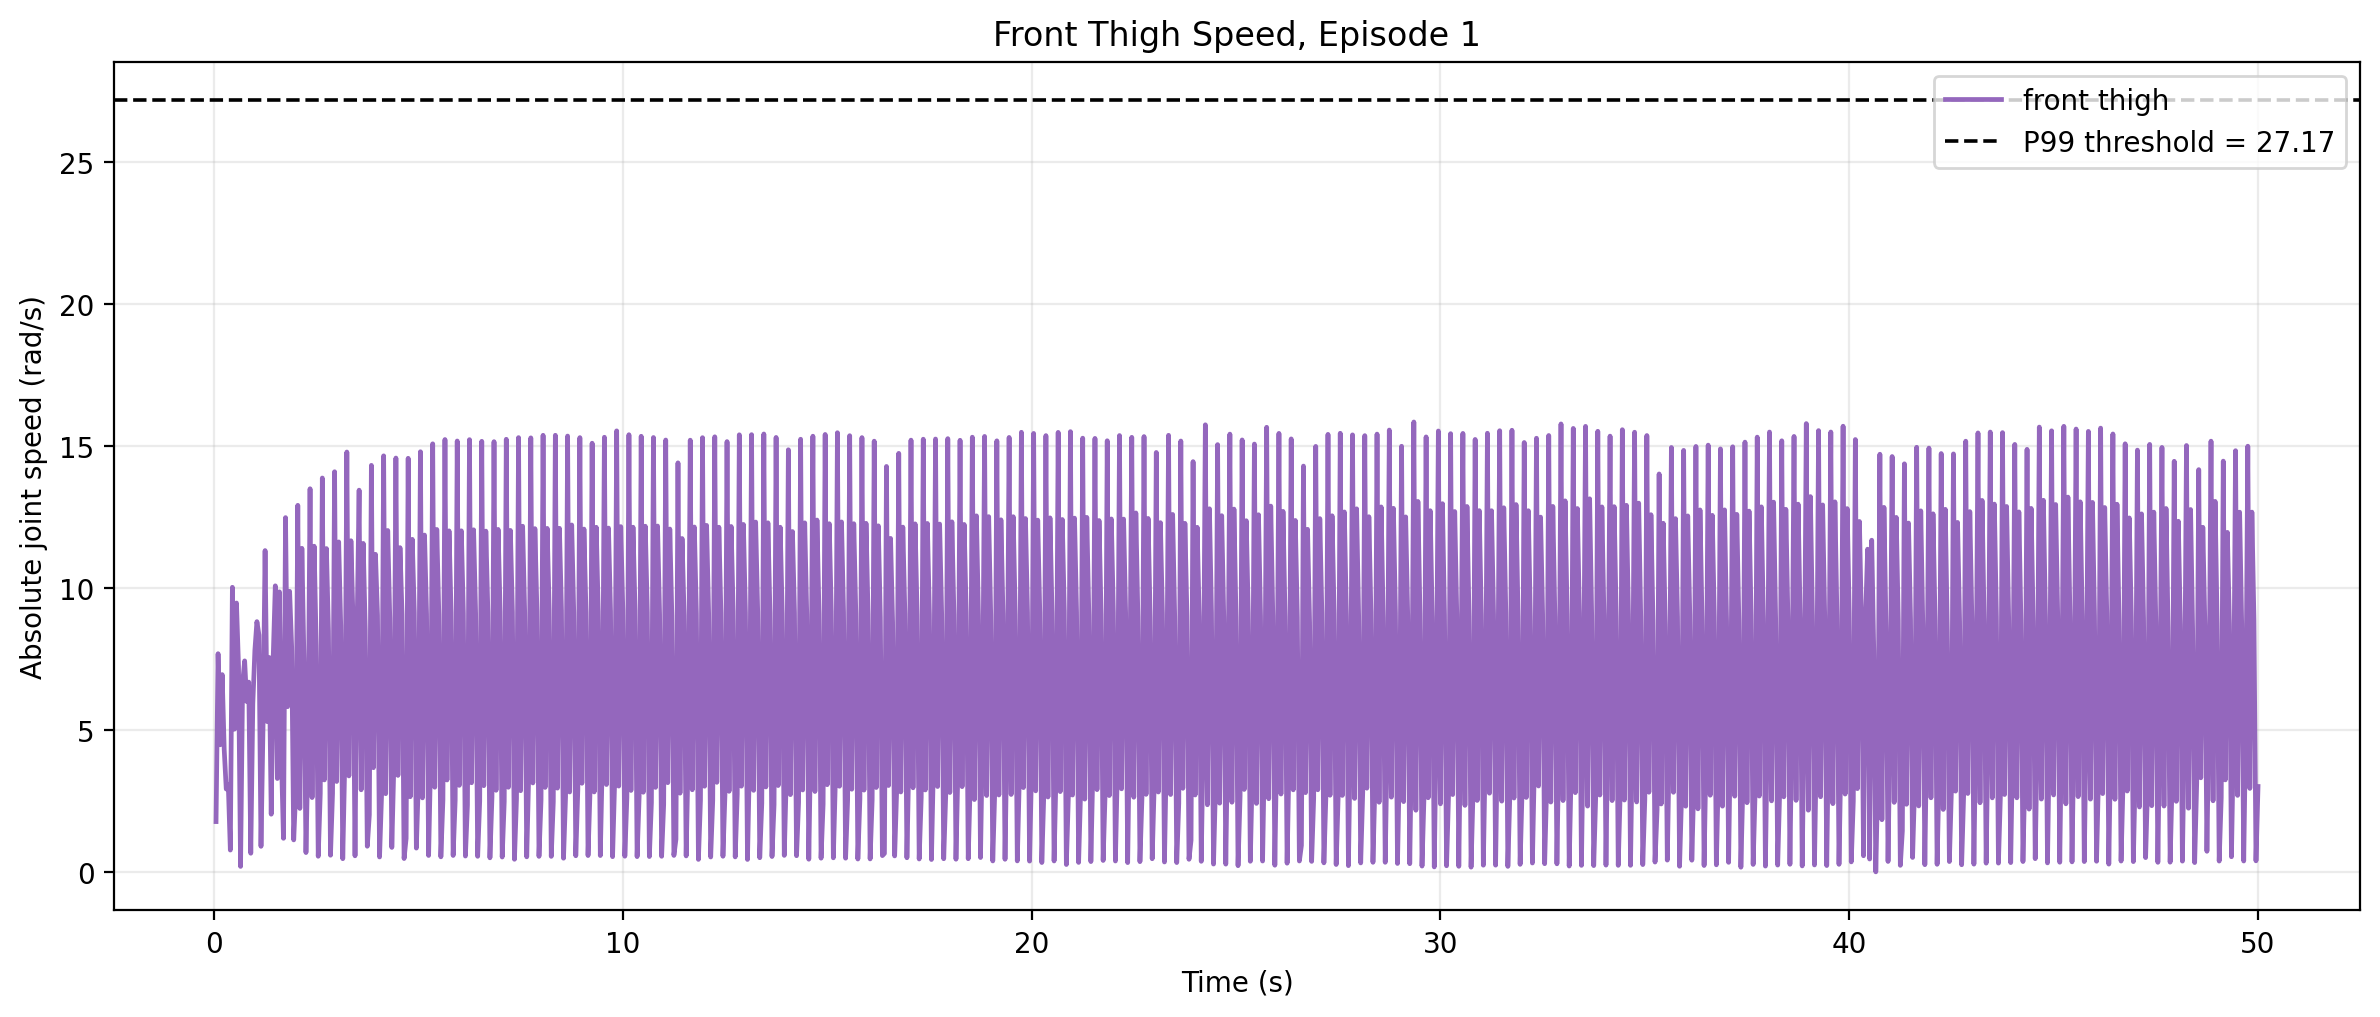 Front Thigh Speed, Episode 1
front thigh
P99 threshold = 27.17
Absolute joint speed (rad/s)
25
20
15
10
5
0
0
10
20
30
40
50
Time (s)